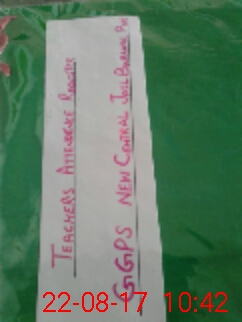 TEACHERS ATTENDENCE REGISTER
GGPS NEW CENTRAL JAIL
22-08-17 10:42